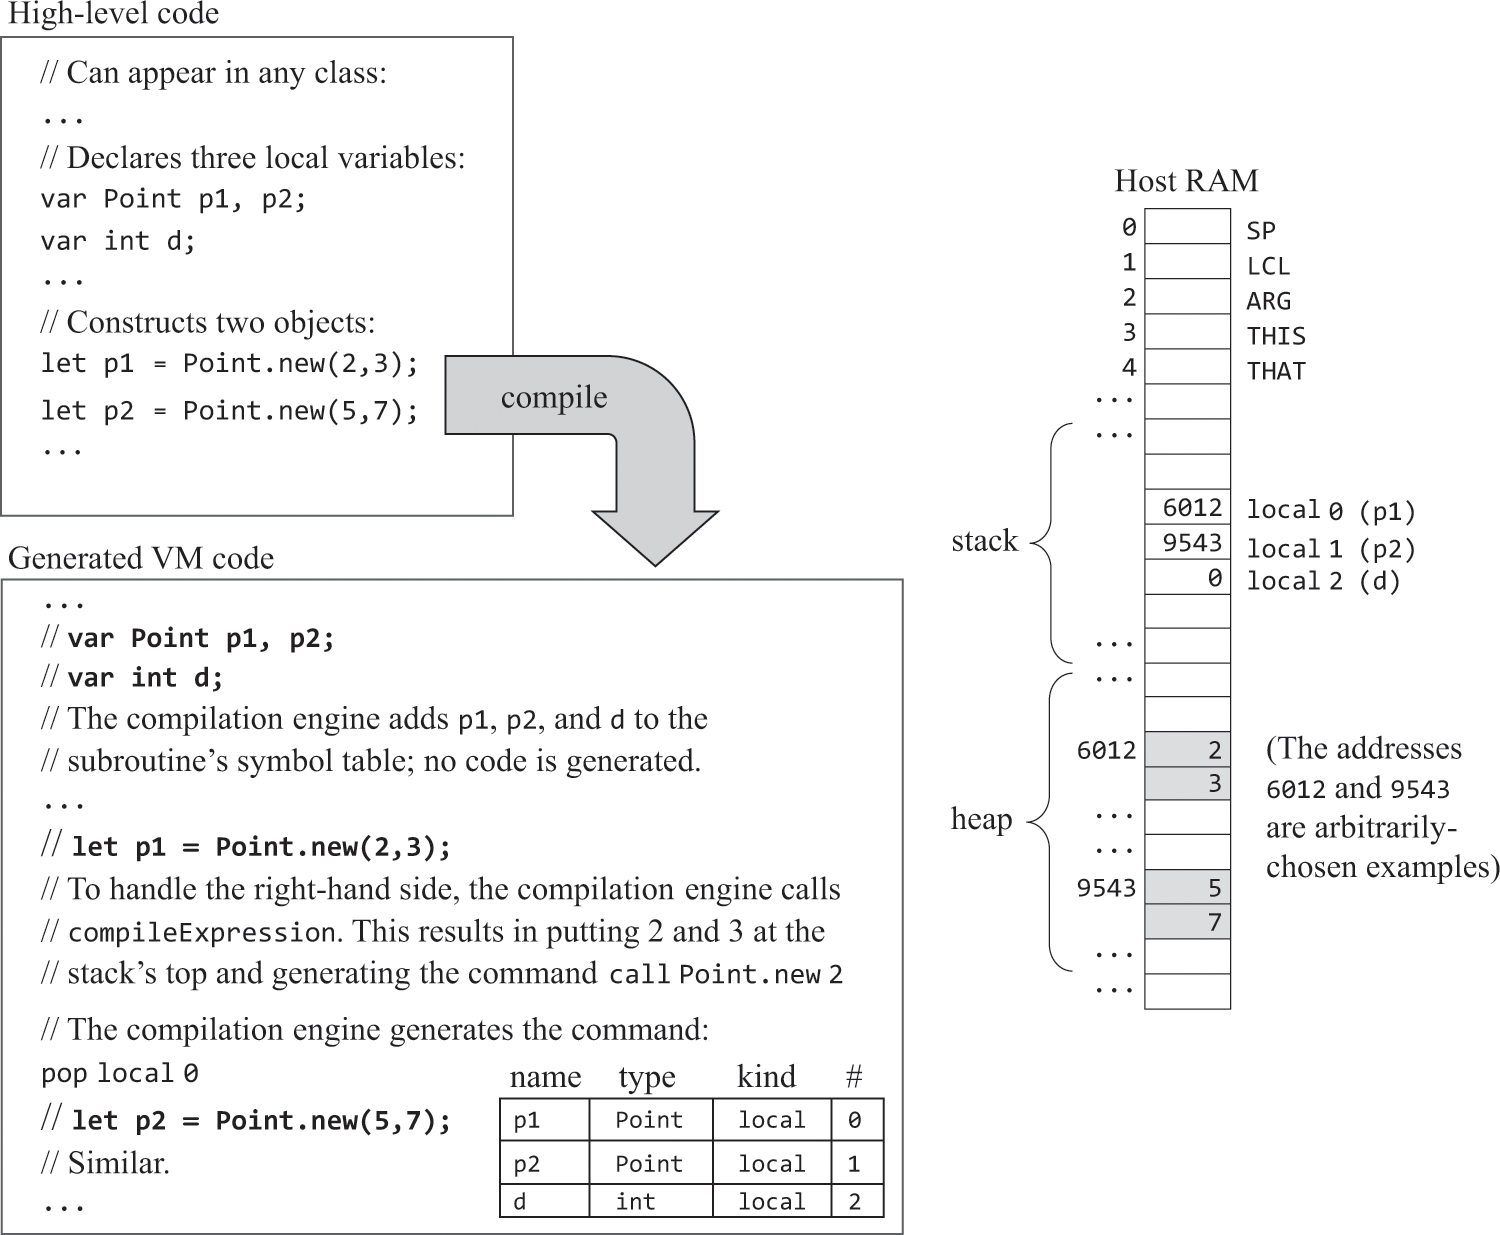 High-level code
// Can appear in any class:
...
// Declares three local variables:
var Point p1, p2;
var int d;
...
// Constructs two objects:
let p1 = Point.new(2,3);
let p2 = Point.new(5,7);
...
compile
Generated VM code
...
// var Point p1, p2;
// var int d;
// The compilation engine adds p1, p2, and d to the
// subroutine’s symbol table; no code is generated.
...
// let p1 = Point.new(2,3);
// To handle the right-hand side, the compilation engine calls
// compileExpression. This results in putting 2 and 3 at the
// stack’s top and generating the command call Point.new 2
// The compilation engine generates the command:
pop local 0
// let p2 = Point.new(5,7);
// Similar.
...
name type kind #
p1 Point local 0
p2 Point local 1
d int local 2
Host RAM
0 SP
1 LCL
2 ARG
3 THIS
4 THAT
...
...
6012 local 0 (p1)
stack
9543 local 1 (p2)
0 local 2 (d)
...
...
6012 2
3
heap
...
...
9543 5
7
...
...
(The addresses
6012 and 9543
are arbitrarily-
chosen examples)